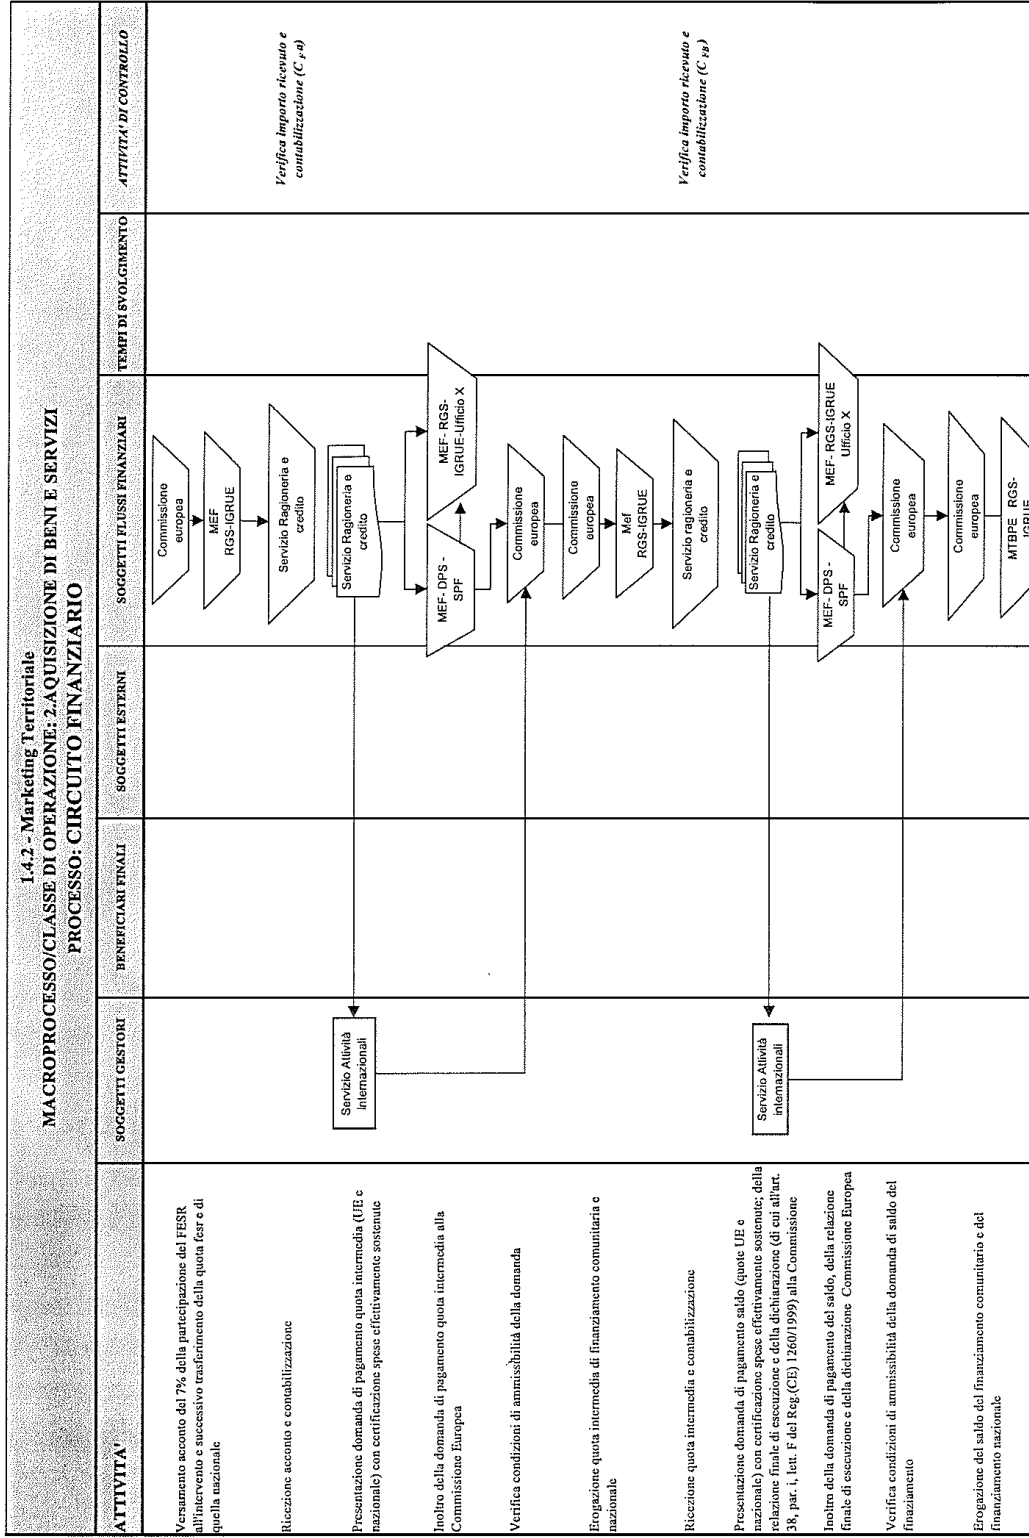 1.4.2 - Marketing Territoriale
MACROPROCESSO/CLASSE DI OPERAZIONE: 2.AQUISIZIONE DI BENI E SERVIZI
PROCESSO: CIRCUITO FINANZIARIO
ATTIVITA'
SOGGETTI GESTORI
BENEFICIARI FINALI
SOGGETTI ESTERNI
SOGGETTI FLUSSI FINANZIARI
TEMPI DI SVOLGIMENTO
ATTIVITA' DI CONTROLLO
Versamento acconto del 7% della partecipazione del FESR
all'intervento e successivo trasferimento della quota fesr e di
quella nazionale
Commissione
europea
MEF
RGS-IGRUE
Ricezione acconto e contabilizzazione
Servizio Ragioneria e
credito
Verifica importo ricevuto e
contabilizzazione (C F a)
Presentazione domanda di pagamento quota intermedia (UE e
nazionale) con certificazione spese effettivamente sostenute
Servizio Attività
Internazionali
Servizio Ragioneria e
credito
Inoltro della domanda di pagamento quota intermedia alla
Commissione Europea
MEF- DPS -
SPF
MEF- RGS-
IGRUE-Ufficio X
Verifica condizioni di ammissibilità della domanda
Commissione
europea
Erogazione quota intermedia di finanziamento comunitaria e
nazionale
Commissione
europea
Mef
RGS-IGRUE
Ricezione quota intermedia e contabilizzazione
Servizio ragioneria e
credito
Verifica importo ricevuto e
contabilizzazione (C FB)
Presentazione domanda di pagamento saldo (quote UE e
nazionale) con certificazione spese effettivamente sostenute; della
relazione finale di esecuzione e della dichiarazione (di cui all'art.
38, par. i, lett. F del Reg.(CE) 1260/1999) alla Commissione
Servizio Attività
internazionali
Servizio Ragioneria e
credito
Inoltro della domanda di pagamento del saldo, della relazione
finale di esecuzione e della dichiarazione Commissione Europea
MEF- DPS -
SPF
MEF- RGS-IGRUE
Ufficio X
Verifica condizioni di ammissibilità della domanda di saldo del
finaziamento
Commissione
europea
Erogazione del saldo del finanziamento comunitario e del
finanziamento nazionale
Commissione
europea
MTBPE RGS-
IGRUE